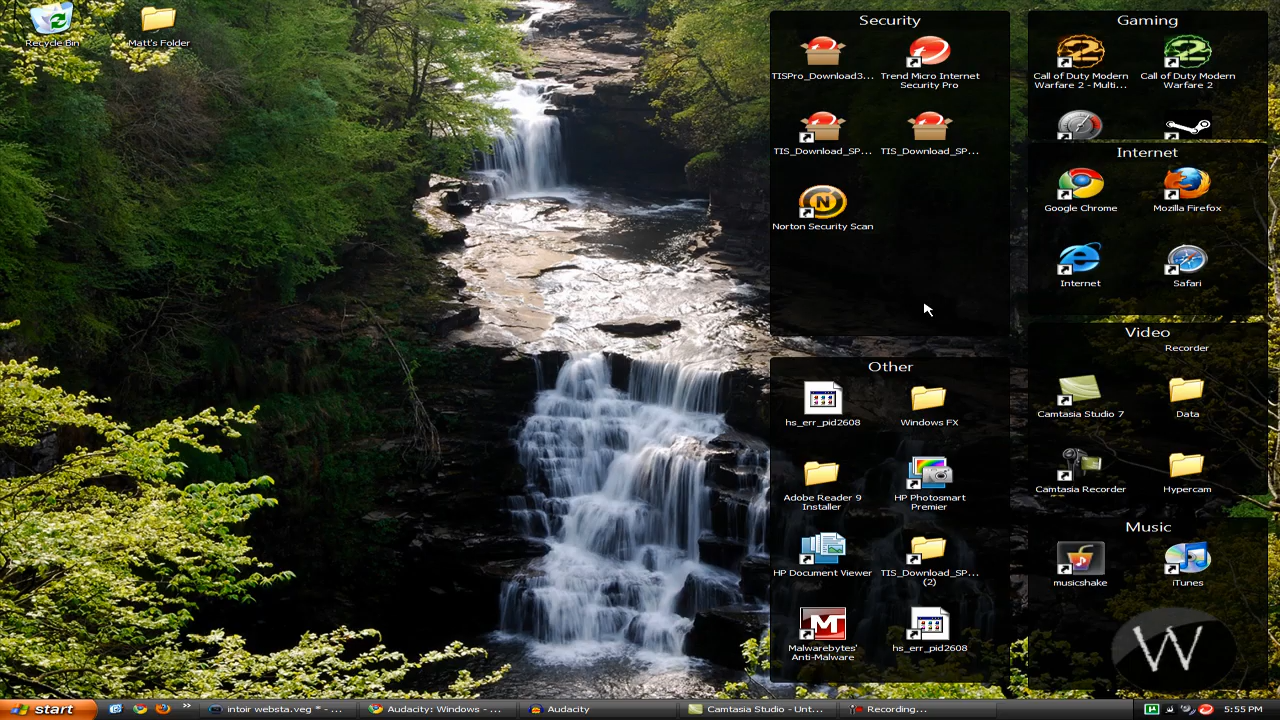 Recycle Bin
Matt's Folder
Security
TISPro_Download3...
Trend Micro Internet
Security Pro
TIS_Download_SP...
TIS_Download_SP...
N
Norton Security Scan
Other
hs_err_pid2608
Windows FX
Adobe Reader 9
Installer
HP Photosmart
Premier
HP Document Viewer
TIS_Download_SP...
(2)
M
Malwarebytes'
Anti-Malware
hs_err_pid2608
Gaming
2
Call of Duty Modern
Warfare 2 - Multi...
2
Call of Duty Modern
Warfare 2
Internet
Google Chrome
Mozilla Firefox
Internet
Safari
Video
Recorder
Camtasia Studio 7
Data
Camtasia Recorder
Hypercam
Music
musicshake
iTunes
W
start
intoir websta.veg * - ...
Audacity: Windows - ...
Audacity
Camtasia Studio - Unt...
Recording...
5:55 PM